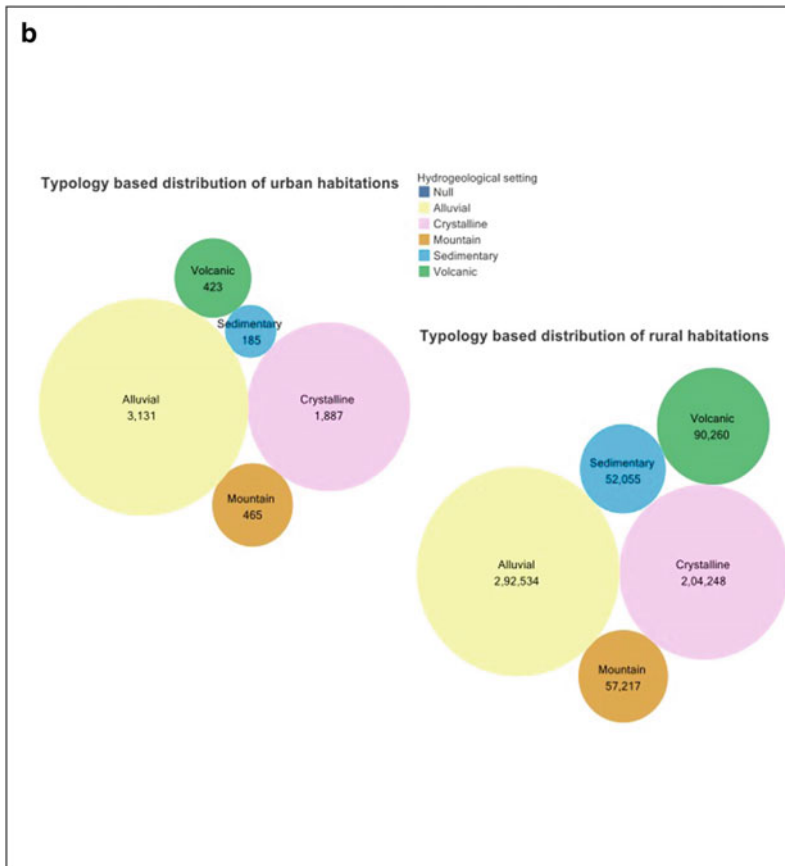 b
Typology based distribution of urban habitations
Hydrogeological setting
Null
Alluvial
Crystalline
Mountain
Sedimentary
Volcanic
Volcanic
423
Sedimentary
185
Alluvial
3,131
Crystalline
1,887
Mountain
465
Typology based distribution of rural habitations
Volcanic
90,260
Sedimentary
52,055
Alluvial
2,92,534
Crystalline
2,04,248
Mountain
57,217